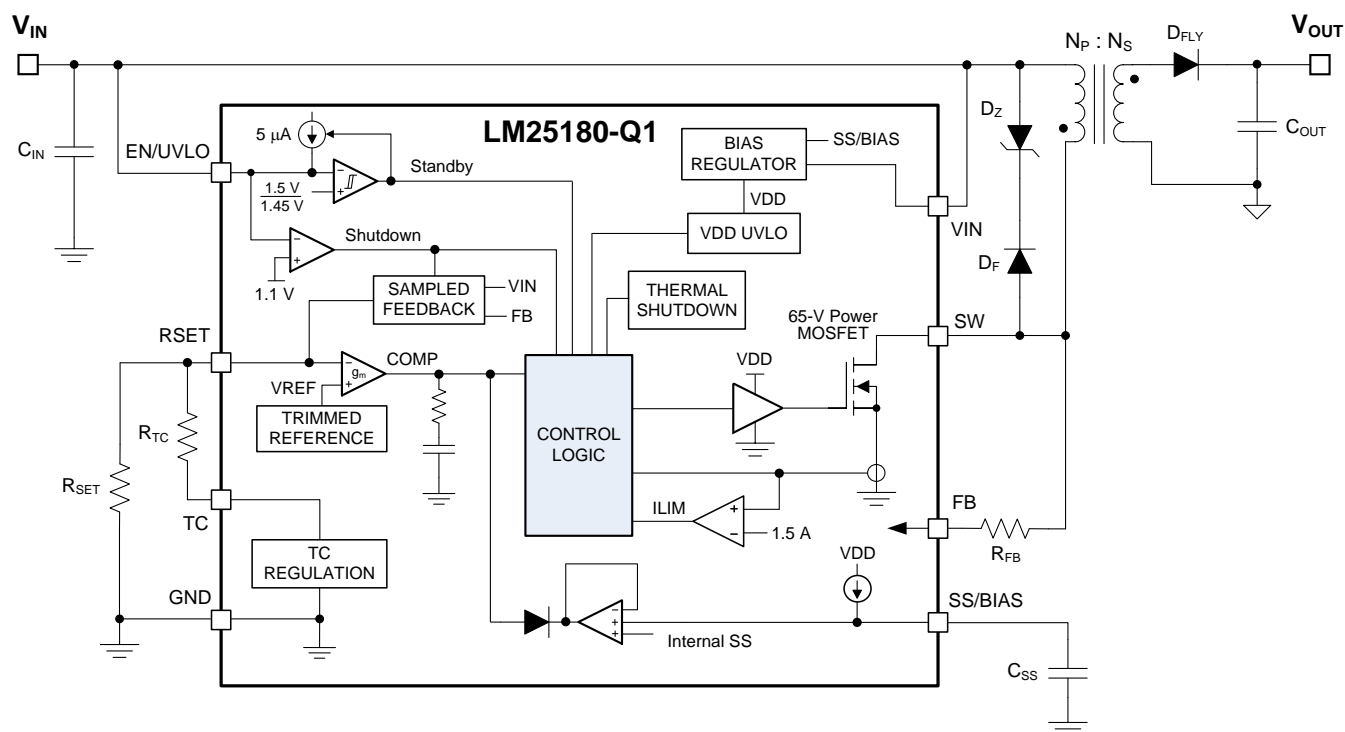 VIN
NP : NS
DFLY
VOUT
LM25180-Q1
5 µA
CIN
EN/UVLO
Standby
1.5 V
1.45 V
−
+
BIAS
REGULATOR
SS/BIAS
DZ
COUT
VDD
VIN
Shutdown
−
+
1.1 V
VDD UVLO
SAMPLED
FEEDBACK
VIN
FB
THERMAL
SHUTDOWN
DF
65-V Power
MOSFET
SW
RSET
COMP
−
gm
+
VREF
VDD
TRIMMED
REFERENCE
RTC
CONTROL
LOGIC
RSET
TC
ILIM
+
−
1.5 A
FB
RFB
TC
REGULATION
VDD
GND
SS/BIAS
−
+
+
Internal SS
CSS